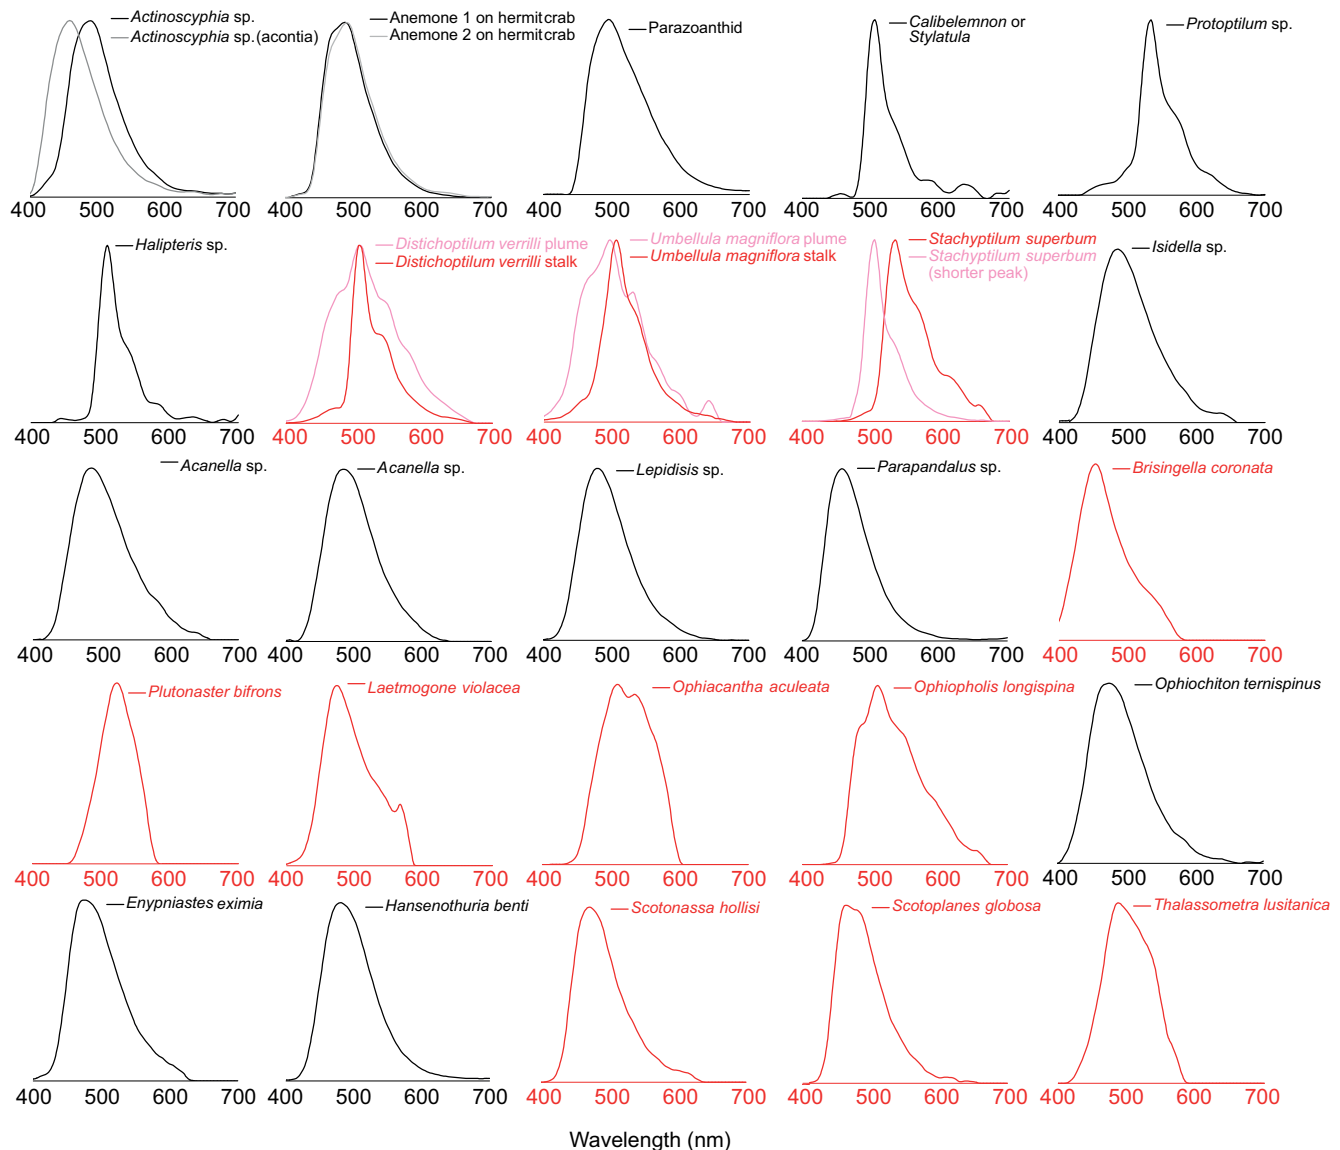 Actinoscyphia sp.
Actinoscyphia sp. (acontia)
400 500 600 700
Anemone 1 on hermit crab
Anemone 2 on hermit crab
400 500 600 700
Parazoanthid
400 500 600 700
Calibelemnon or
Stylatula
400 500 600 700
Protoptilum sp.
400 500 600 700
Halipteris sp.
400 500 600 700
Distichoptilum verrilli plume
Distichoptilum verrilli stalk
400 500 600 700
Umbellula magniflora plume
Umbellula magniflora stalk
400 500 600 700
Stachyptilum superbum
Stachyptilum superbum
(shorter peak)
400 500 600 700
Isidella sp.
400 500 600 700
Acanella sp.
400 500 600 700
Acanella sp.
400 500 600 700
Lepidisis sp.
400 500 600 700
Parapandalus sp.
400 500 600 700
Brisingella coronata
400 500 600 700
Plutonaster bifrons
400 500 600 700
Laetmogone violacea
400 500 600 700
Ophiacantha aculeata
400 500 600 700
Ophiopholis longispina
400 500 600 700
Ophiochiton ternispinus
400 500 600 700
Enypniastes eximia
400 500 600 700
Hansenothuria benti
400 500 600 700
Scotonassa hollisi
400 500 600 700
Scotoplanes globosa
400 500 600 700
Thalassometra lusitanica
400 500 600 700
Wavelength (nm)